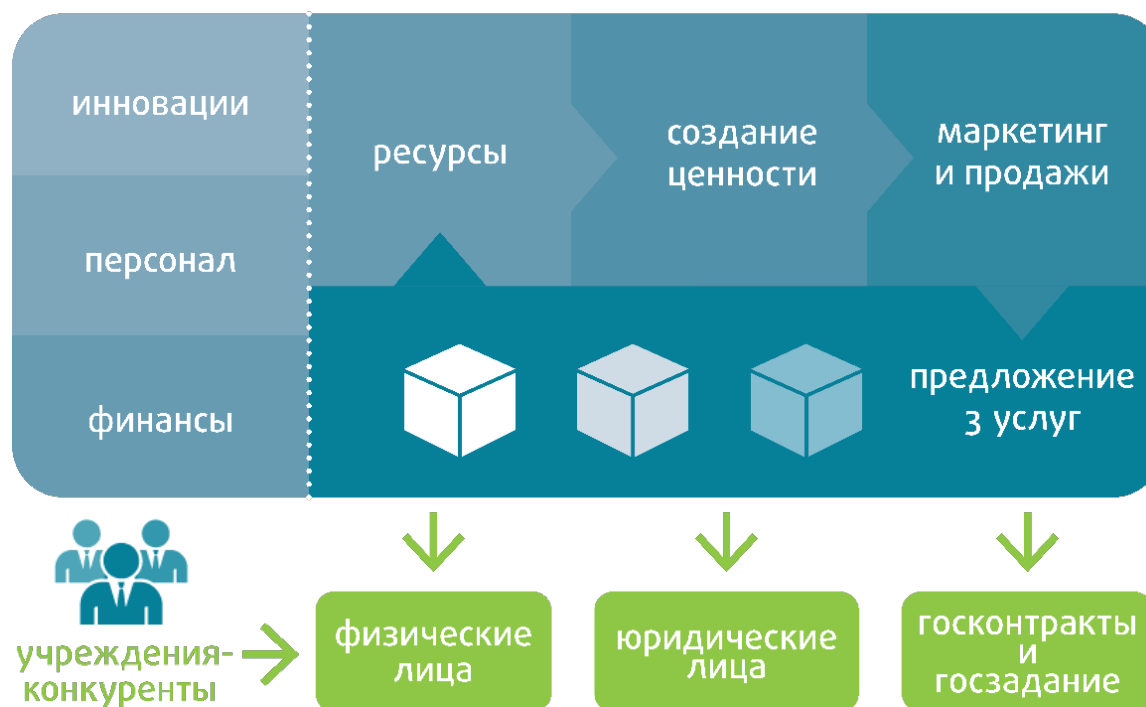 инновации
персонал
финансы
ресурсы
создание
ценности
маркетинг
и продажи
предложение
3 услуг
учреждения-
конкуренты
физические
лица
юридические
лица
госконтракты
и
госзадание